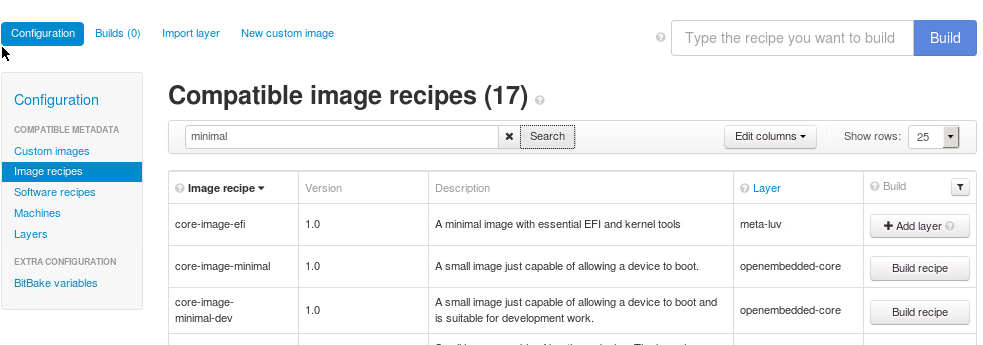 Configuration Builds (0) Import layer New custom image ? Type the recipe you want to build Build
Configuration
COMPATIBLE METADATA
Custom images
Image recipes
Software recipes
Machines
Layers
EXTRA CONFIGURATION
BitBake variables
Compatible image recipes (17) ?
minimal ✖ Search Edit columns Show rows: 25
? Image recipe Version Description ? Layer ? Build
core-image-efi 1.0 A minimal image with essential EFI and kernel tools meta-luv + Add layer ?
core-image-minimal 1.0 A small image just capable of allowing a device to boot. openembedded-core Build recipe
core-image-
minimal-dev 1.0 A small image just capable of allowing a device to boot and
is suitable for development work. openembedded-core Build recipe